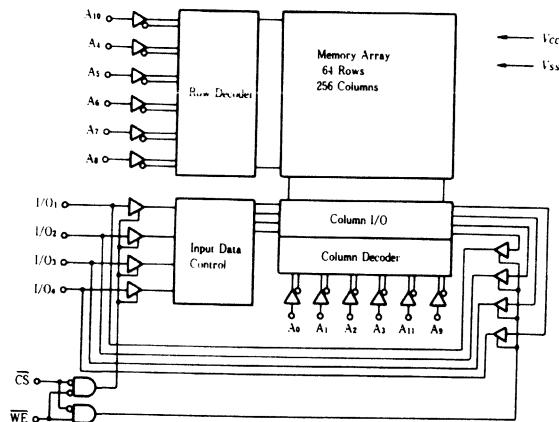 A10
A4
A5
A6
A7
A8
Row Decoder
Memory Array
64 Rows
256 Columns
Vcc
Vss
I/O1
I/O2
I/O3
I/O4
Input Data
Control
Column I/O
Column Decoder
A0
A1
A2
A3
A11
A9
CS
WE